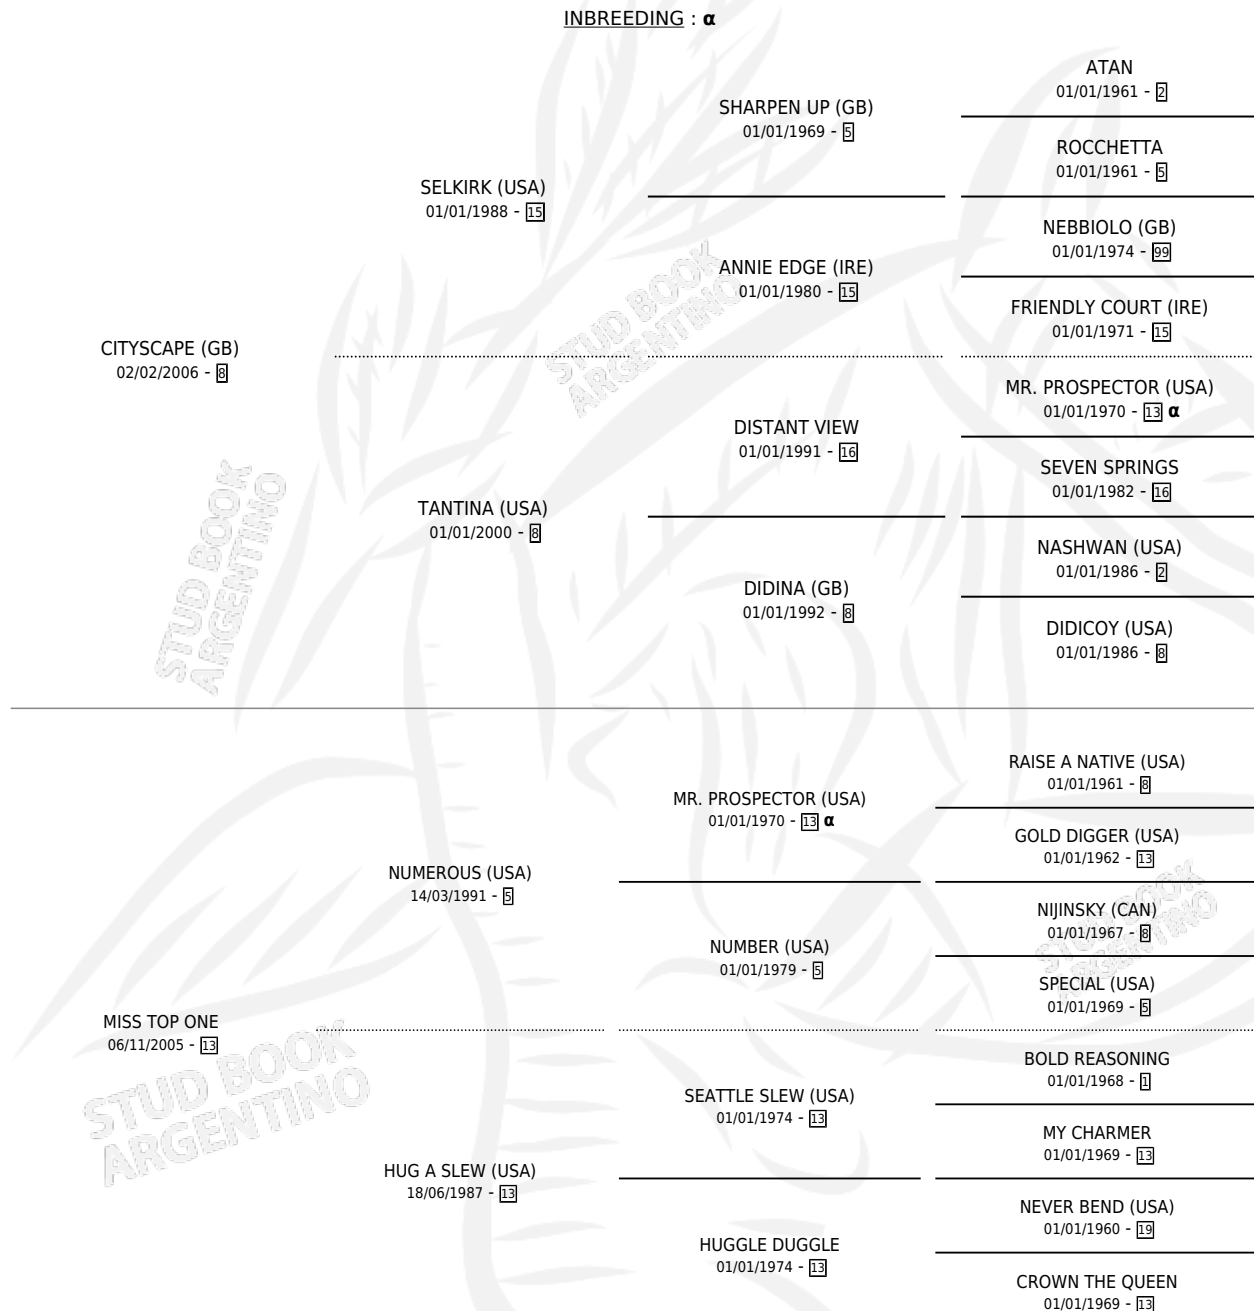 INBREEDING : α
ATAN
01/01/1961 - 2
SHARPEN UP (GB)
01/01/1969 - 5
ROCCHETTA
01/01/1961 - 5
SELKIRK (USA)
01/01/1988 - 15
NEBBIOLO (GB)
01/01/1974 - 99
ANNIE EDGE (IRE)
01/01/1980 - 15
FRIENDLY COURT (IRE)
01/01/1971 - 15
CITYSCAPE (GB)
02/02/2006 - 8
MR. PROSPECTOR (USA)
01/01/1970 - 13 α
DISTANT VIEW
01/01/1991 - 16
SEVEN SPRINGS
01/01/1982 - 16
TANTINA (USA)
01/01/2000 - 8
NASHWAN (USA)
01/01/1986 - 2
DIDINA (GB)
01/01/1992 - 8
DIDICOY (USA)
01/01/1986 - 8
RAISE A NATIVE (USA)
01/01/1961 - 8
MR. PROSPECTOR (USA)
01/01/1970 - 13 α
GOLD DIGGER (USA)
01/01/1962 - 13
NUMEROUS (USA)
14/03/1991 - 5
NIJINSKY (CAN)
01/01/1967 - 8
NUMBER (USA)
01/01/1979 - 5
SPECIAL (USA)
01/01/1969 - 5
MISS TOP ONE
06/11/2005 - 13
BOLD REASONING
01/01/1968 - 1
SEATTLE SLEW (USA)
01/01/1974 - 13
MY CHARMER
01/01/1969 - 13
HUG A SLEW (USA)
18/06/1987 - 13
NEVER BEND (USA)
01/01/1960 - 19
HUGGLE DUGGLE
01/01/1974 - 13
CROWN THE QUEEN
01/01/1969 - 13
STUD BOOK
ARGENTINO
STUD BOOK
ARGENTINO
STUD BOOK
ARGENTINO
STUD BOOK
ARGENTINO